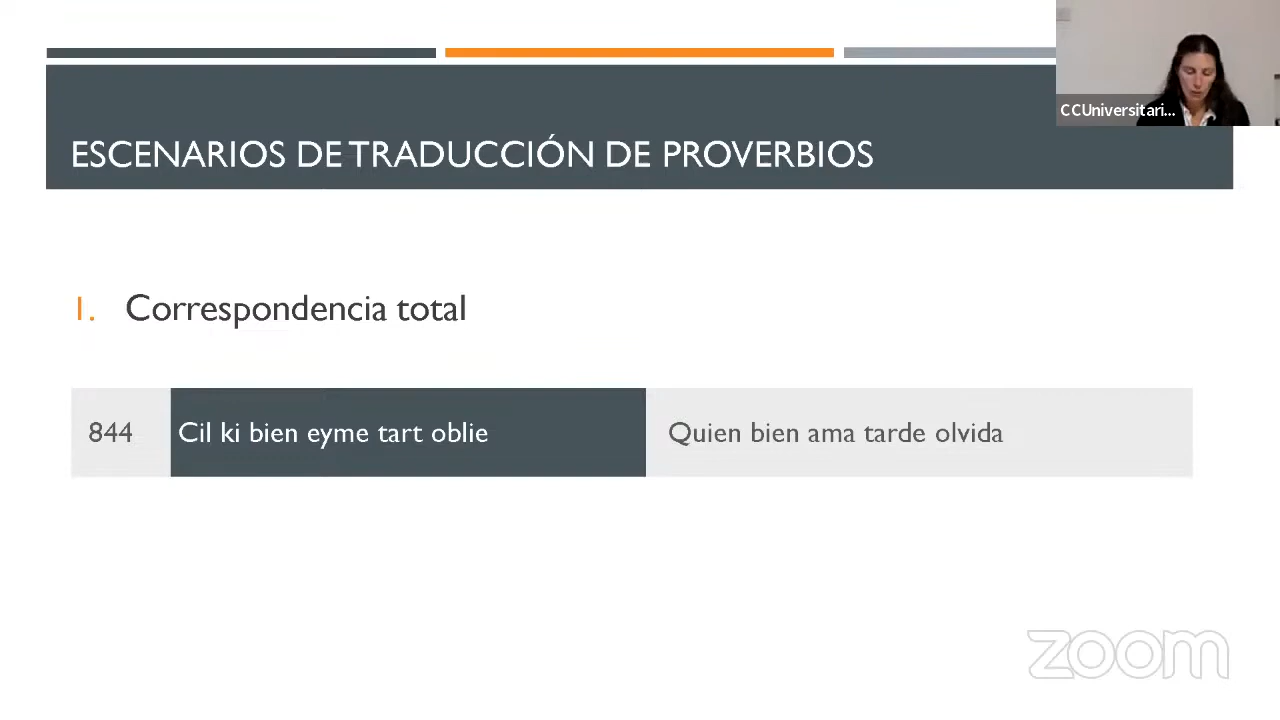 CCUniversitari...
ESCENARIOS DE TRADUCCIÓN DE PROVERBIOS
1. Correspondencia total
844 Cil ki bien eyme tart oblie Quien bien ama tarde olvida
zoom